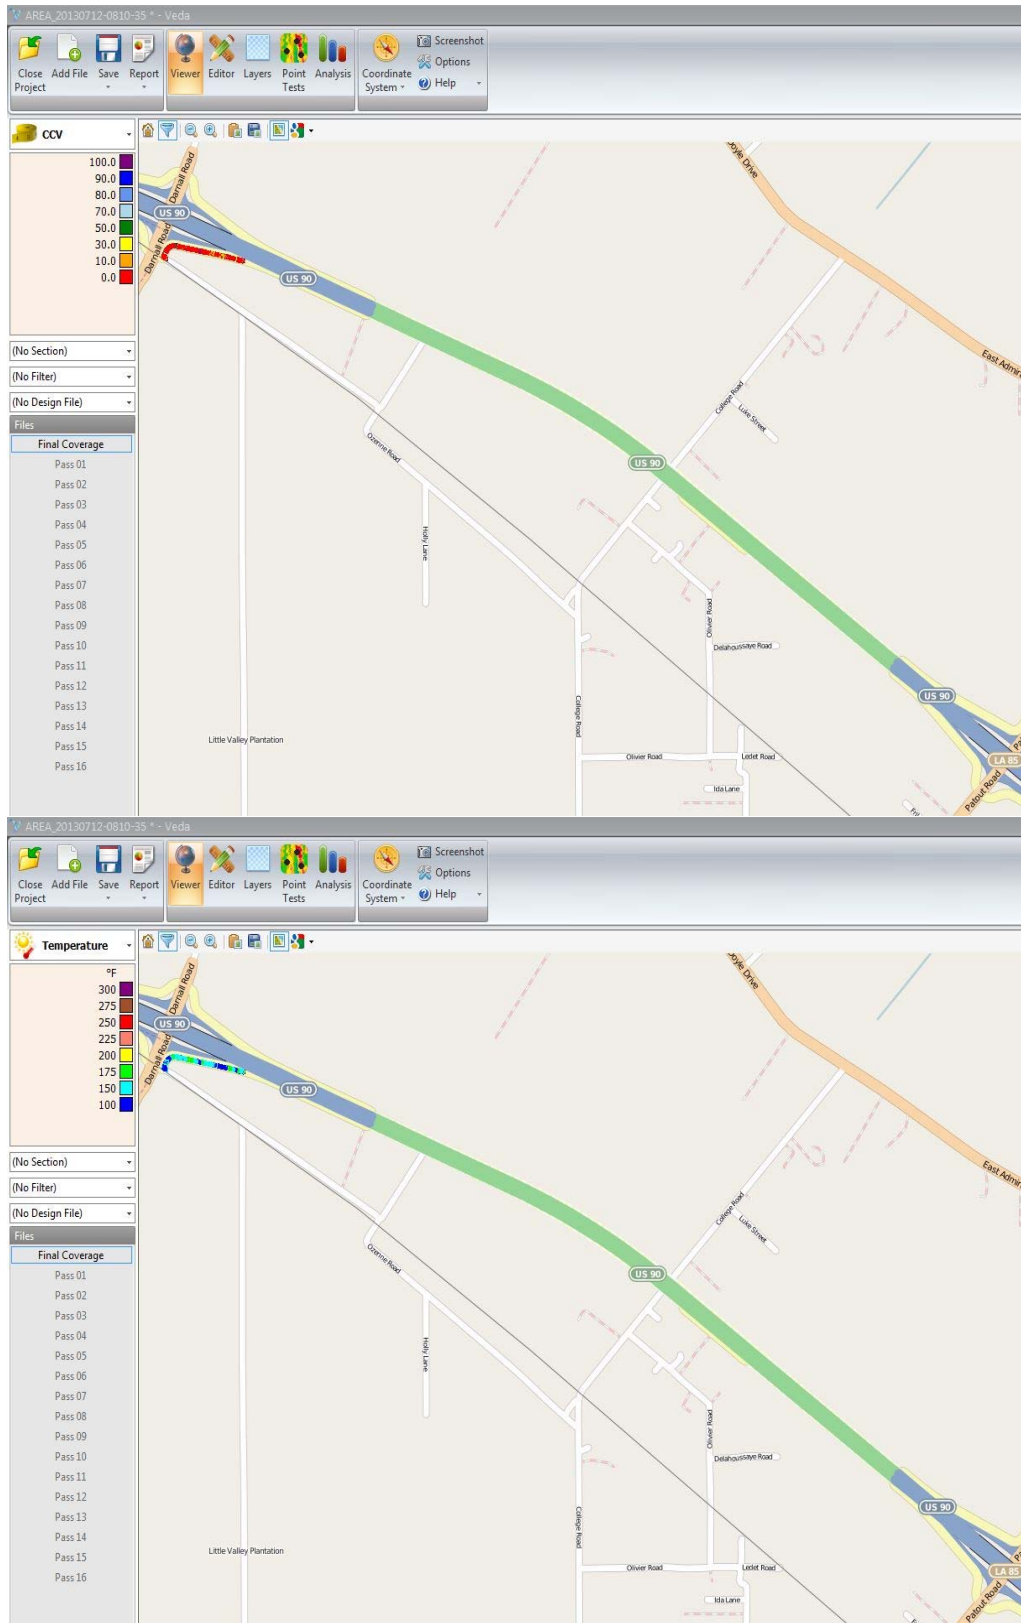 AREA_20130712-0810-35 * - Veda
Screenshot
Options
Help
Close Project
Add File
Save
Report
Viewer
Editor
Layers
Point Tests
Analysis
Coordinate System
CCV
100.0
90.0
80.0
70.0
50.0
30.0
10.0
0.0
(No Section)
(No Filter)
(No Design File)
Files
Final Coverage
Pass 01
Pass 02
Pass 03
Pass 04
Pass 05
Pass 06
Pass 07
Pass 08
Pass 09
Pass 10
Pass 11
Pass 12
Pass 13
Pass 14
Pass 15
Pass 16
Darnall Road
US 90
Darnall Road
US 90
Doyle Drive
East Admir
College Road
Luke Street
Ozenne Road
US 90
Holly Lane
Olivier Road
Delahoussaye Road
US 90
College Road
Little Valley Plantation
Olivier Road
Ledet Road
LA 85
Ida Lane
Patout Road
AREA_20130712-0810-35 * - Veda
Screenshot
Options
Help
Close Project
Add File
Save
Report
Viewer
Editor
Layers
Point Tests
Analysis
Coordinate System
Temperature
°F
300
275
250
225
200
175
150
100
(No Section)
(No Filter)
(No Design File)
Files
Final Coverage
Pass 01
Pass 02
Pass 03
Pass 04
Pass 05
Pass 06
Pass 07
Pass 08
Pass 09
Pass 10
Pass 11
Pass 12
Pass 13
Pass 14
Pass 15
Pass 16
Darnall Road
US 90
Darnall Road
US 90
Doyle Drive
East Admir
College Road
Luke Street
Ozenne Road
US 90
Holly Lane
Olivier Road
Delahoussaye Road
US 90
College Road
Little Valley Plantation
Olivier Road
Ledet Road
LA 85
Ida Lane
Patout Road